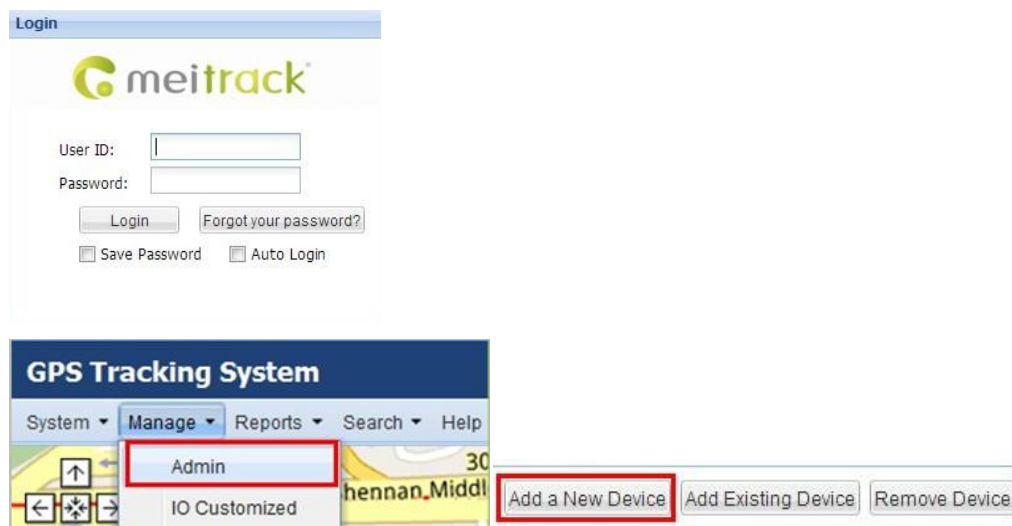 Login
meitrack
User ID:
Password:
Login Forgot your password?
Save Password Auto Login
GPS Tracking System
System Manage Reports Search Help
Admin
IO Customized
30
hennan Middl
Add a New Device Add Existing Device Remove Device